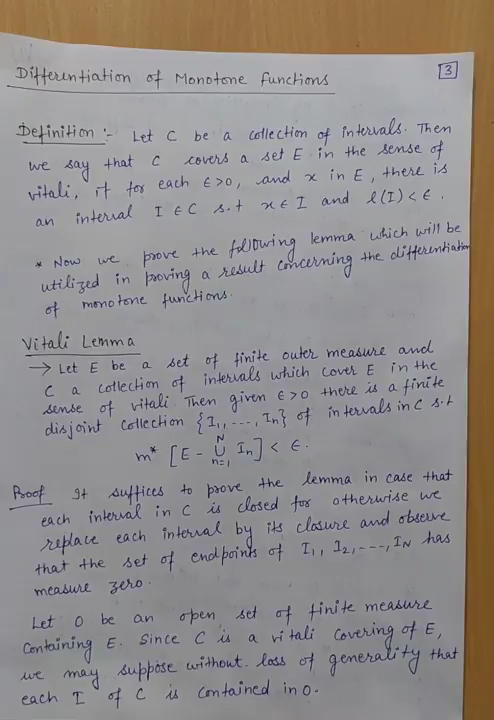 3
Differentiation of Monotone functions
Definition :- Let C be a collection of intervals. Then
we say that C covers a set E in the sense of
vitali, if for each ε>0, and x in E, there is
an interval I ∈ C s.t x ∈ I and l(I) < ε.
* Now we prove the following lemma which will be
utilized in proving a result concerning the differentiation
of monotone functions.
Vitali Lemma
→ Let E be a set of finite outer measure and
C a collection of intervals which cover E in the
sense of vitali. Then given ε>0 there is a finite
disjoint collection {I₁, ---, In} of intervals in C s.t
m* [E - ⋃_{n=1}^{N} In] < ε.
Proof It suffices to prove the lemma in case that
each interval in C is closed for otherwise we
replace each interval by its closure and observe
that the set of endpoints of I₁, I₂, ---, I_N has
measure zero.
Let O be an open set of finite measure
containing E. Since C is a vitali covering of E,
we may suppose without loss of generality that
each I of C is contained in O.